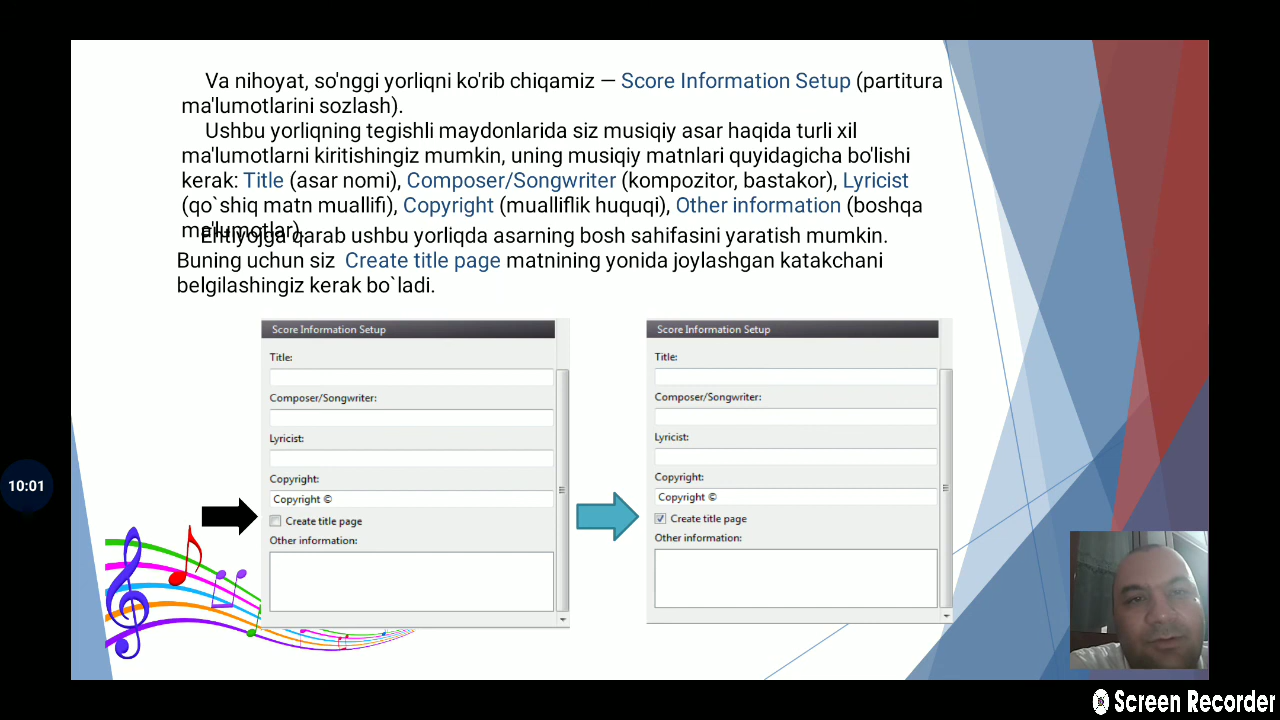 Va nihoyat, so'nggi yorliqni ko'rib chiqamiz — Score Information Setup (partitura
ma'lumotlarini sozlash).
Ushbu yorliqning tegishli maydonlarida siz musiqiy asar haqida turli xil
ma'lumotlarni kiritishingiz mumkin, uning musiqiy matnlari quyidagicha bo'lishi
kerak: Title (asar nomi), Composer/Songwriter (kompozitor, bastakor), Lyricist
(qo`shiq matn muallifi), Copyright (mualliflik huquqi), Other information (boshqa
ma'lumotlar).
Ehtiyojga qarab ushbu yorliqda asarning bosh sahifasini yaratish mumkin.
Buning uchun siz Create title page matnining yonida joylashgan katakchani
belgilashingiz kerak bo`ladi.
Score Information Setup
Title:
Composer/Songwriter:
Lyricist:
Copyright:
Copyright ©
Create title page
Other information:
Score Information Setup
Title:
Composer/Songwriter:
Lyricist:
Copyright:
Copyright ©
Create title page
Other information:
10:01
Screen Recorder